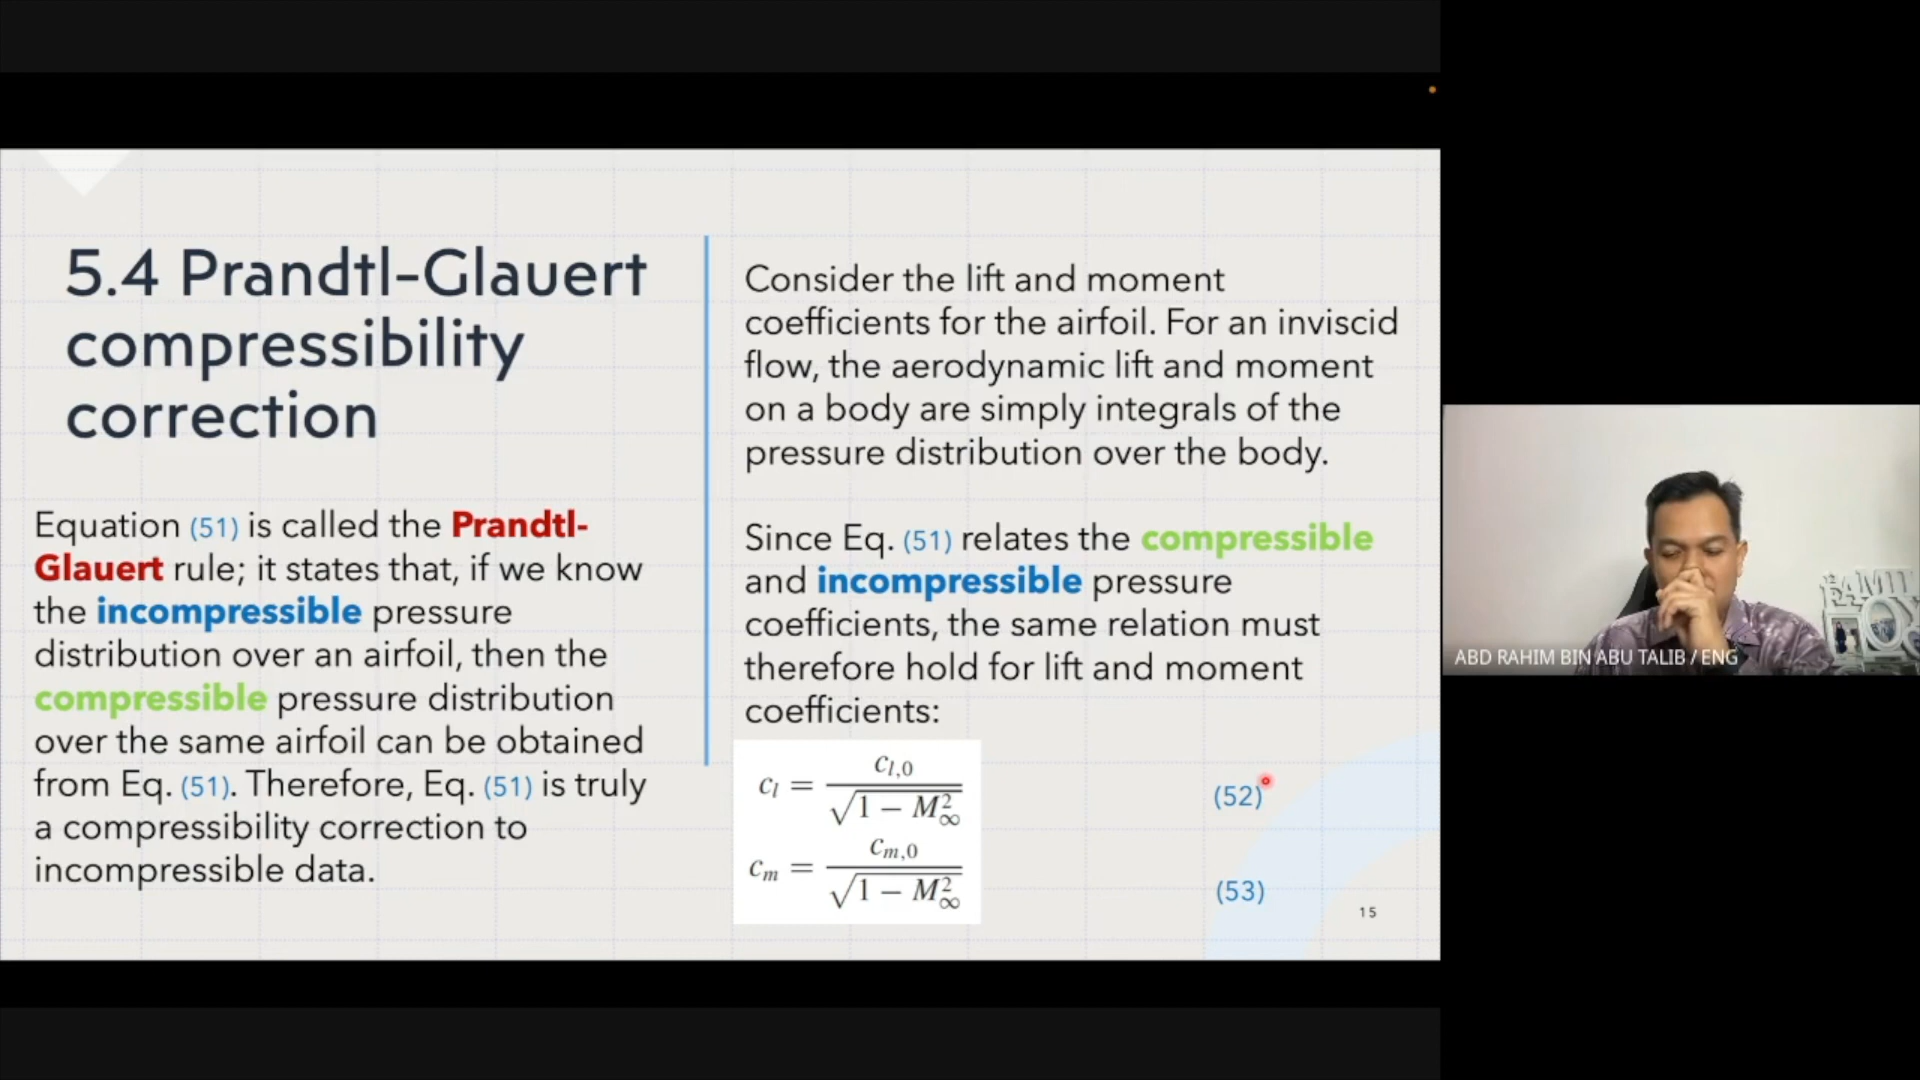 5.4 Prandtl-Glauert
compressibility
correction
Equation (51) is called the Prandtl-
Glauert rule; it states that, if we know
the incompressible pressure
distribution over an airfoil, then the
compressible pressure distribution
over the same airfoil can be obtained
from Eq. (51). Therefore, Eq. (51) is truly
a compressibility correction to
incompressible data.
Consider the lift and moment
coefficients for the airfoil. For an inviscid
flow, the aerodynamic lift and moment
on a body are simply integrals of the
pressure distribution over the body.
Since Eq. (51) relates the compressible
and incompressible pressure
coefficients, the same relation must
therefore hold for lift and moment
coefficients:
c_l = c_{l,0} / √(1 − M_∞^2) (52)
c_m = c_{m,0} / √(1 − M_∞^2) (53)
15
FAMIL
ABD RAHIM BIN ABU TALIB / ENG